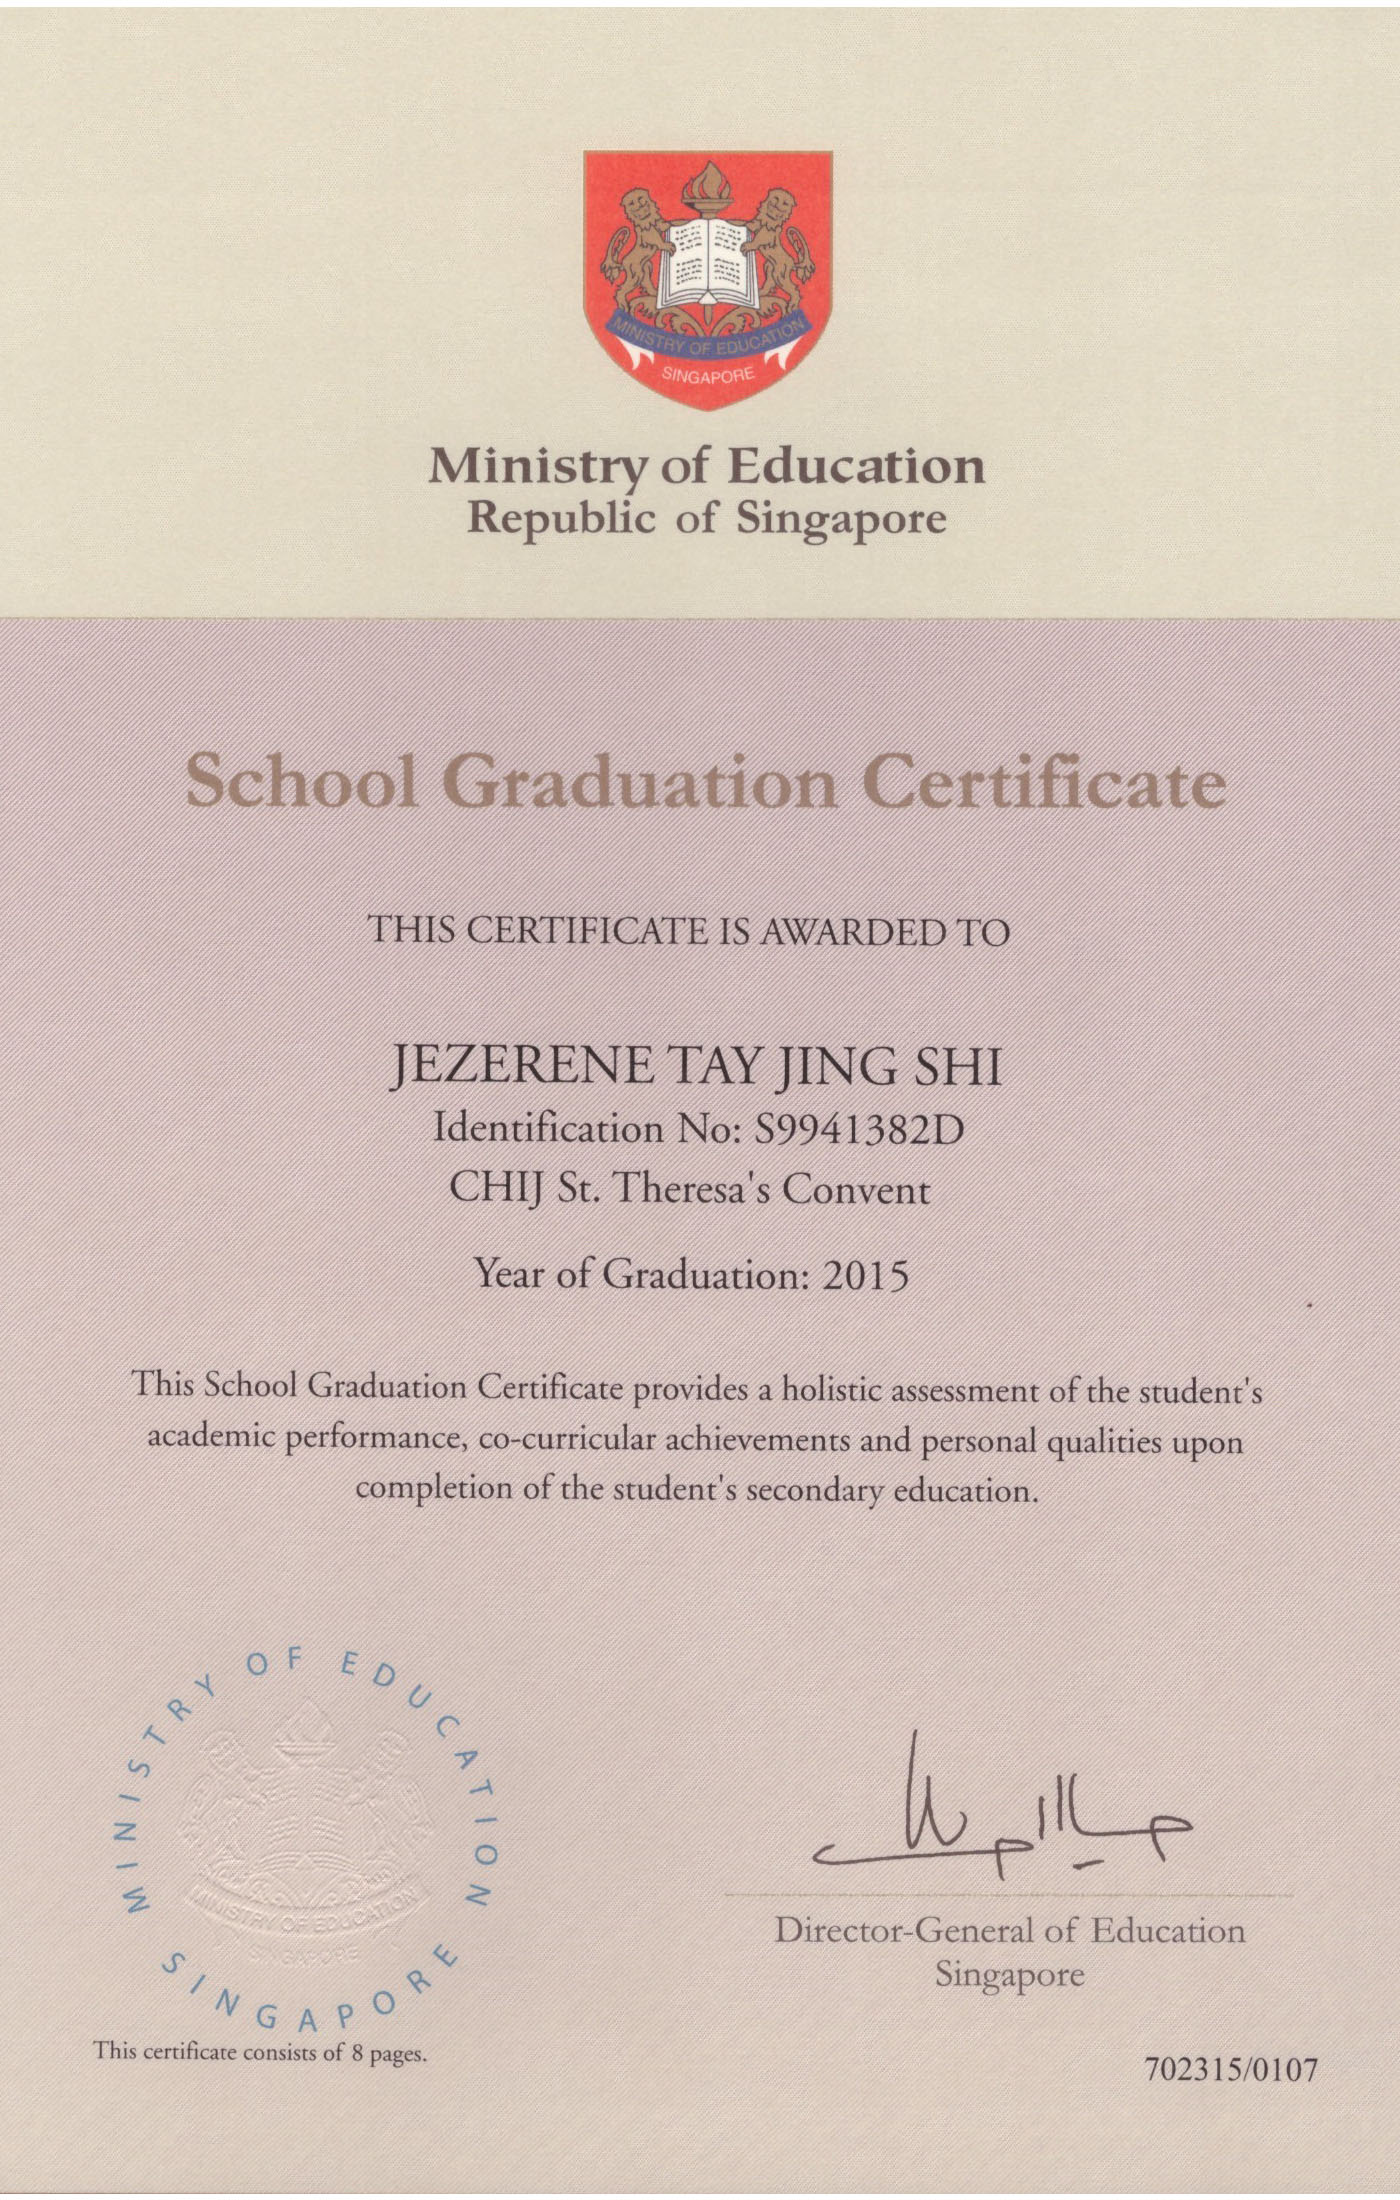 MINISTRY OF EDUCATION
SINGAPORE
Ministry of Education
Republic of Singapore
School Graduation Certificate
THIS CERTIFICATE IS AWARDED TO
JEZERENE TAY JING SHI
Identification No: S9941382D
CHIJ St. Theresa's Convent
Year of Graduation: 2015
This School Graduation Certificate provides a holistic assessment of the student's
academic performance, co-curricular achievements and personal qualities upon
completion of the student's secondary education.
MINISTRY OF EDUCATION
SINGAPORE
MINISTRY OF EDUCATION
SINGAPORE
Director-General of Education
Singapore
This certificate consists of 8 pages.
702315/0107